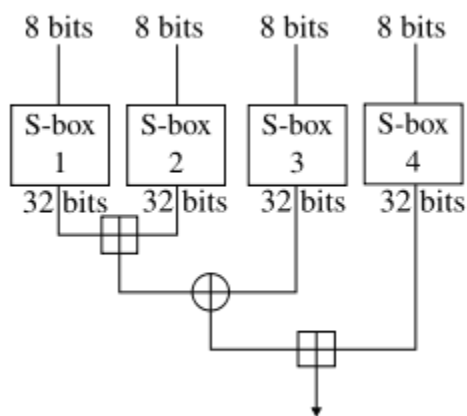 8 bits 8 bits 8 bits 8 bits
S-box S-box S-box S-box
1 2 3 4
32 bits 32 bits 32 bits 32 bits